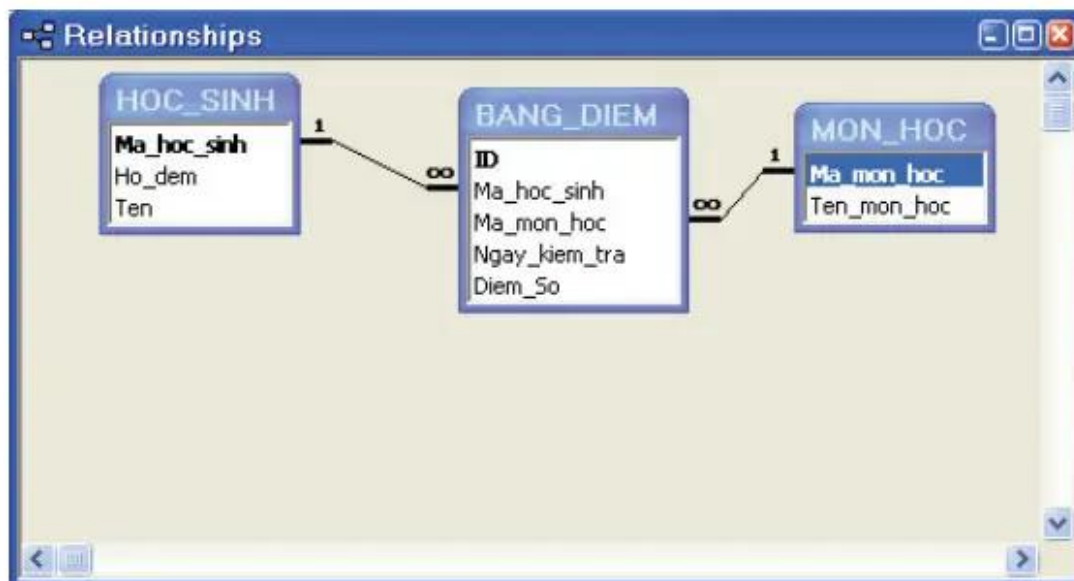 Relationships
HOC_SINH
Ma_hoc_sinh
Ho_dem
Ten
1
∞
BANG_DIEM
ID
Ma_hoc_sinh
Ma_mon_hoc
Ngay_kiem_tra
Diem_So
∞
1
MON_HOC
Ma_mon_hoc
Ten_mon_hoc